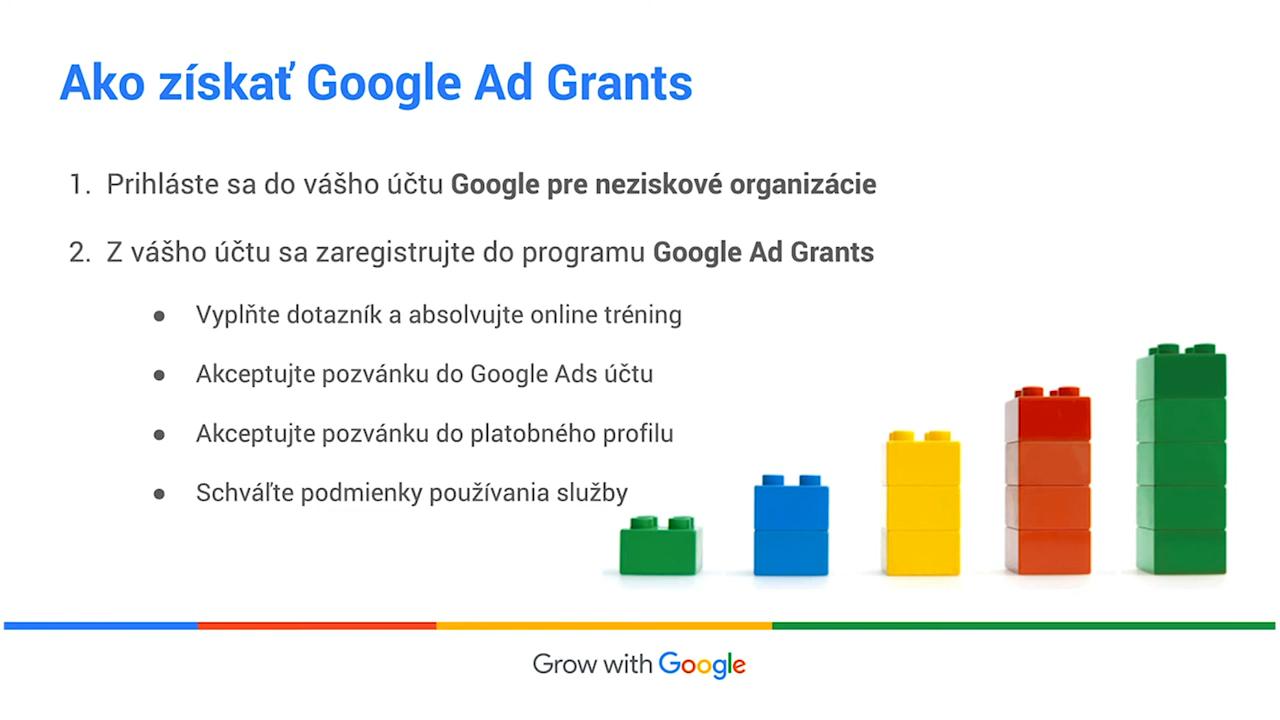 Ako získať Google Ad Grants
1. Prihláste sa do vášho účtu Google pre neziskové organizácie
2. Z vášho účtu sa zaregistrujte do programu Google Ad Grants
● Vyplňte dotazník a absolvujte online tréning
● Akceptujte pozvánku do Google Ads účtu
● Akceptujte pozvánku do platobného profilu
● Schváľte podmienky používania služby
Grow with Google